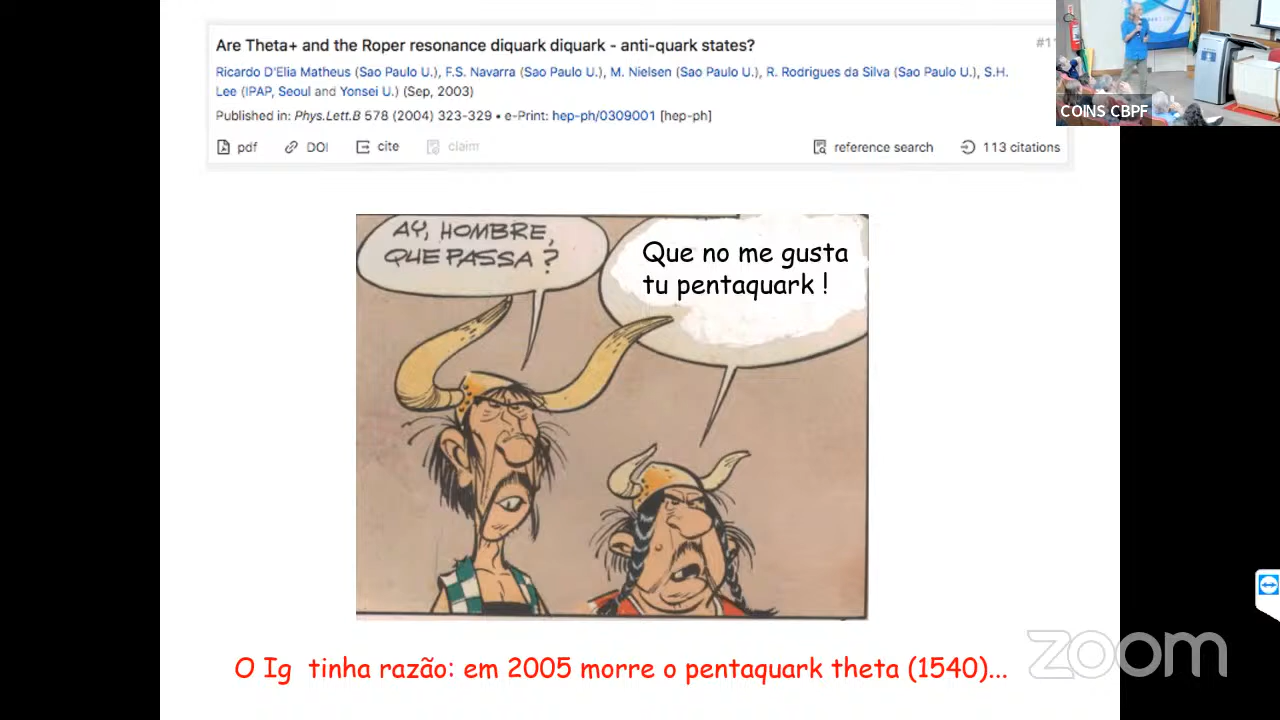 Are Theta+ and the Roper resonance diquark diquark - anti-quark states?
#11
Ricardo D'Elia Matheus (Sao Paulo U.), F.S. Navarra (Sao Paulo U.), M. Nielsen (Sao Paulo U.), R. Rodrigues da Silva (Sao Paulo U.), S.H.
Lee (IPAP, Seoul and Yonsei U.) (Sep, 2003)
Published in: Phys.Lett.B 578 (2004) 323-329 • e-Print: hep-ph/0309001 [hep-ph]
pdf DOI cite claim reference search 113 citations
COINS CBPF
AY, HOMBRE,
QUE PASSA?
Que no me gusta
tu pentaquark !
O Ig tinha razão: em 2005 morre o pentaquark theta (1540)...
zoom